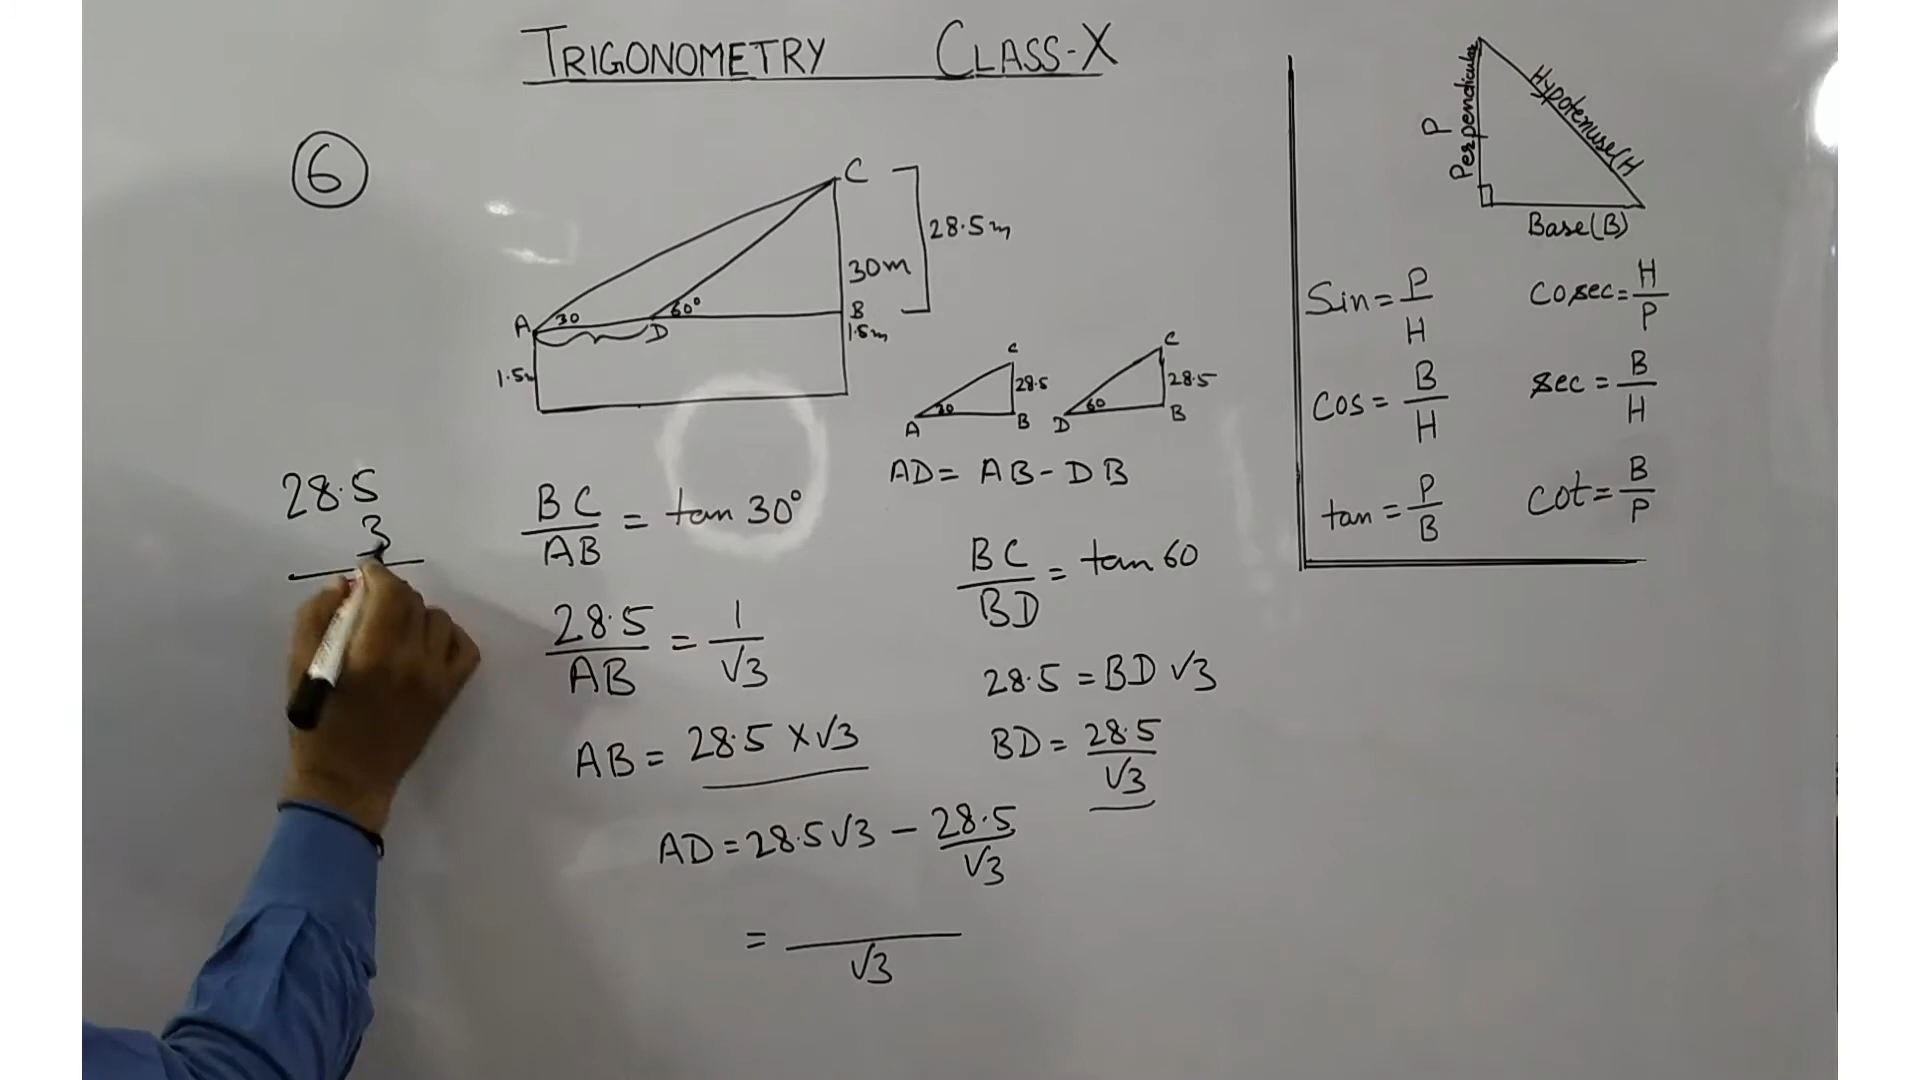 TRIGONOMETRY CLASS-X
6
C
28.5m
30m
A 30 D 60° B
1.5m
1.5m
C
28.5
A 30 B
C
28.5
D 60 B
AD = AB - DB
28.5
3
BC/AB = tan 30°
28.5/AB = 1/√3
AB = 28.5 × √3
BC/BD = tan 60
28.5 = BD √3
BD = 28.5/√3
AD = 28.5√3 - 28.5/√3
= /√3
P
Perpendicular
Hypotenuse(H
Base(B)
Sin = P/H
Cosec = H/P
Cos = B/H
Sec = B/H
tan = P/B
Cot = B/P